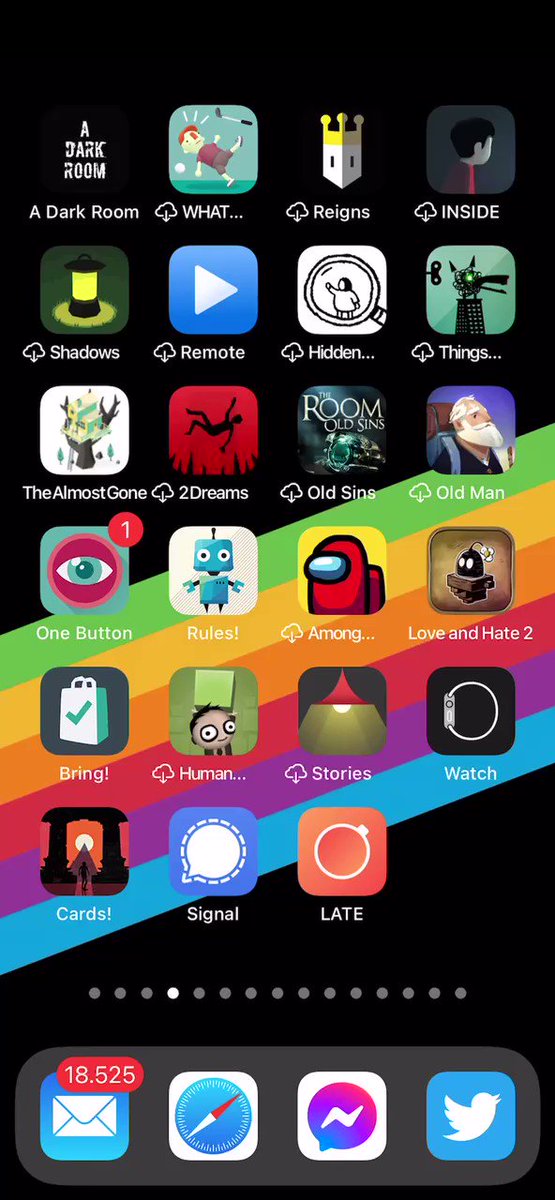 A
DARK
ROOM
A Dark Room
WHAT...
Reigns
INSIDE
Shadows
Remote
Hidden...
Things...
THE
ROOM
OLD SINS
TheAlmostGone
2Dreams
Old Sins
Old Man
1
One Button
Rules!
Among...
Love and Hate 2
Bring!
Human...
Stories
Watch
Cards!
Signal
LATE
18.525